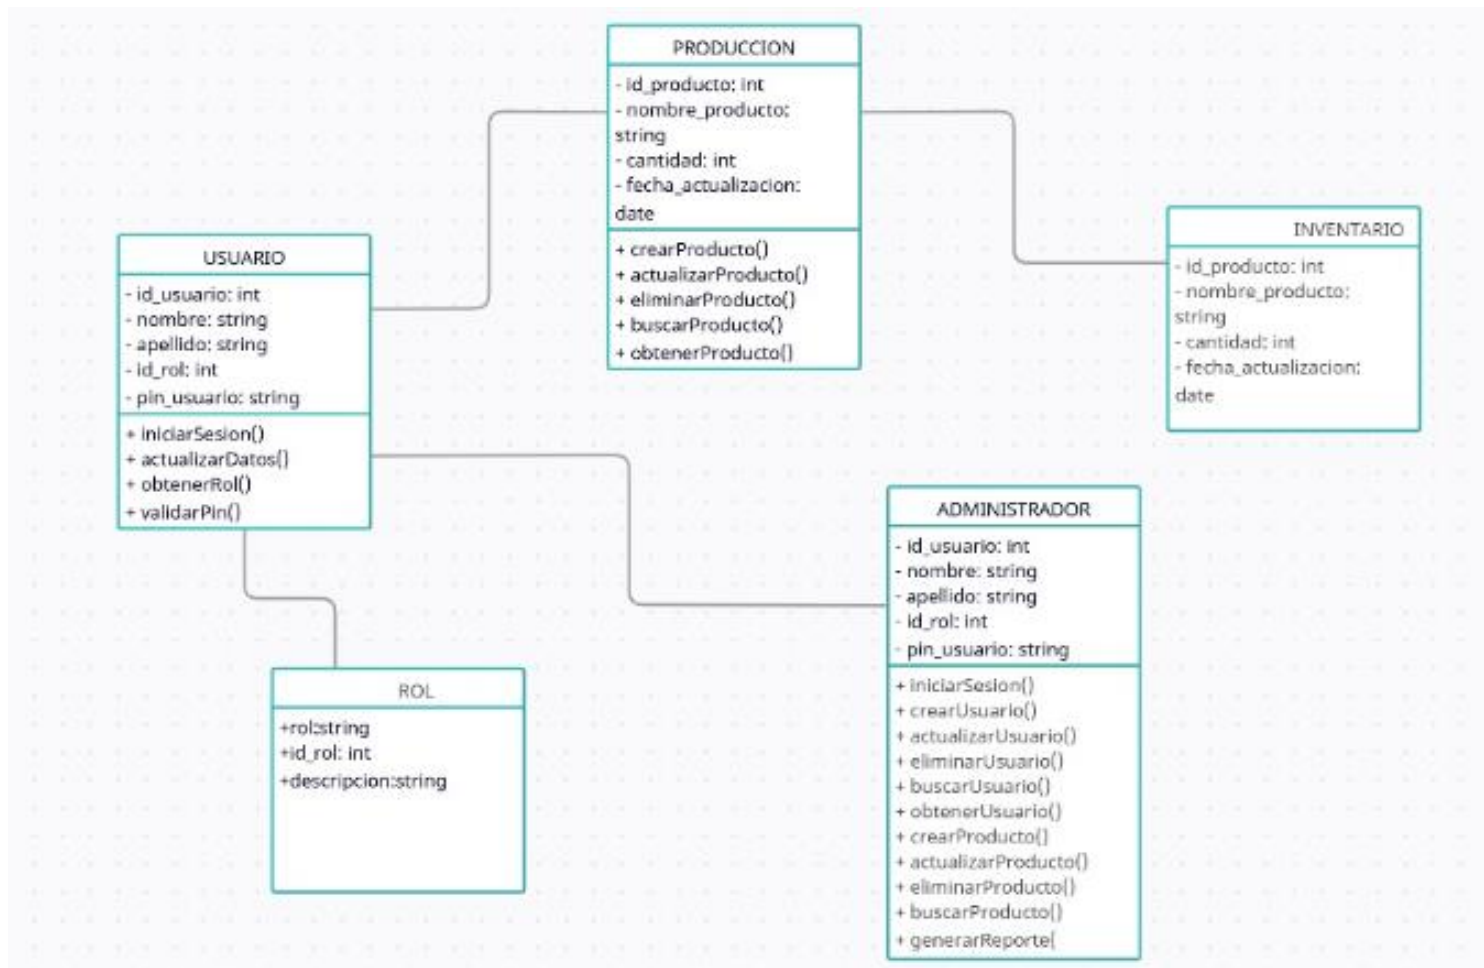 PRODUCCION
- id_producto: int
- nombre_producto:
string
- cantidad: int
- fecha_actualizacion:
date
+ crearProducto()
+ actualizarProducto()
+ eliminarProducto()
+ buscarProducto()
+ obtenerProducto()
INVENTARIO
- id_producto: int
- nombre_producto:
string
- cantidad: int
- fecha_actualizacion:
date
USUARIO
- id_usuario: int
- nombre: string
- apellido: string
- id_rol: int
- pin_usuario: string
+ iniciarSesion()
+ actualizarDatos()
+ obtenerRol()
+ validarPin()
ADMINISTRADOR
- id_usuario: int
- nombre: string
- apellido: string
- id_rol: int
- pin_usuario: string
+ iniciarSesion()
+ crearUsuario()
+ actualizarUsuario()
+ eliminarUsuario()
+ buscarUsuario()
+ obtenerUsuario()
+ crearProducto()
+ actualizarProducto()
+ eliminarProducto()
+ buscarProducto()
+ generarReporte(
ROL
+rol:string
+id_rol: int
+descripcion:string